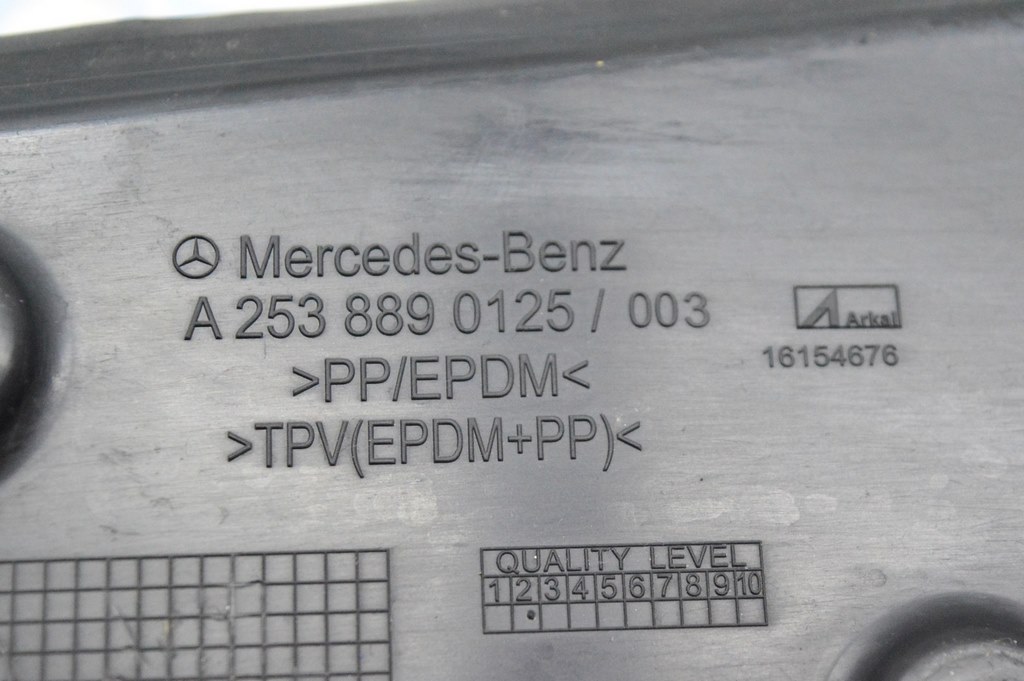 Mercedes-Benz
A 253 889 0125 / 003
Arkal
16154676
>PP/EPDM<
>TPV(EPDM+PP)<
QUALITY LEVEL
1 2 3 4 5 6 7 8 9 10